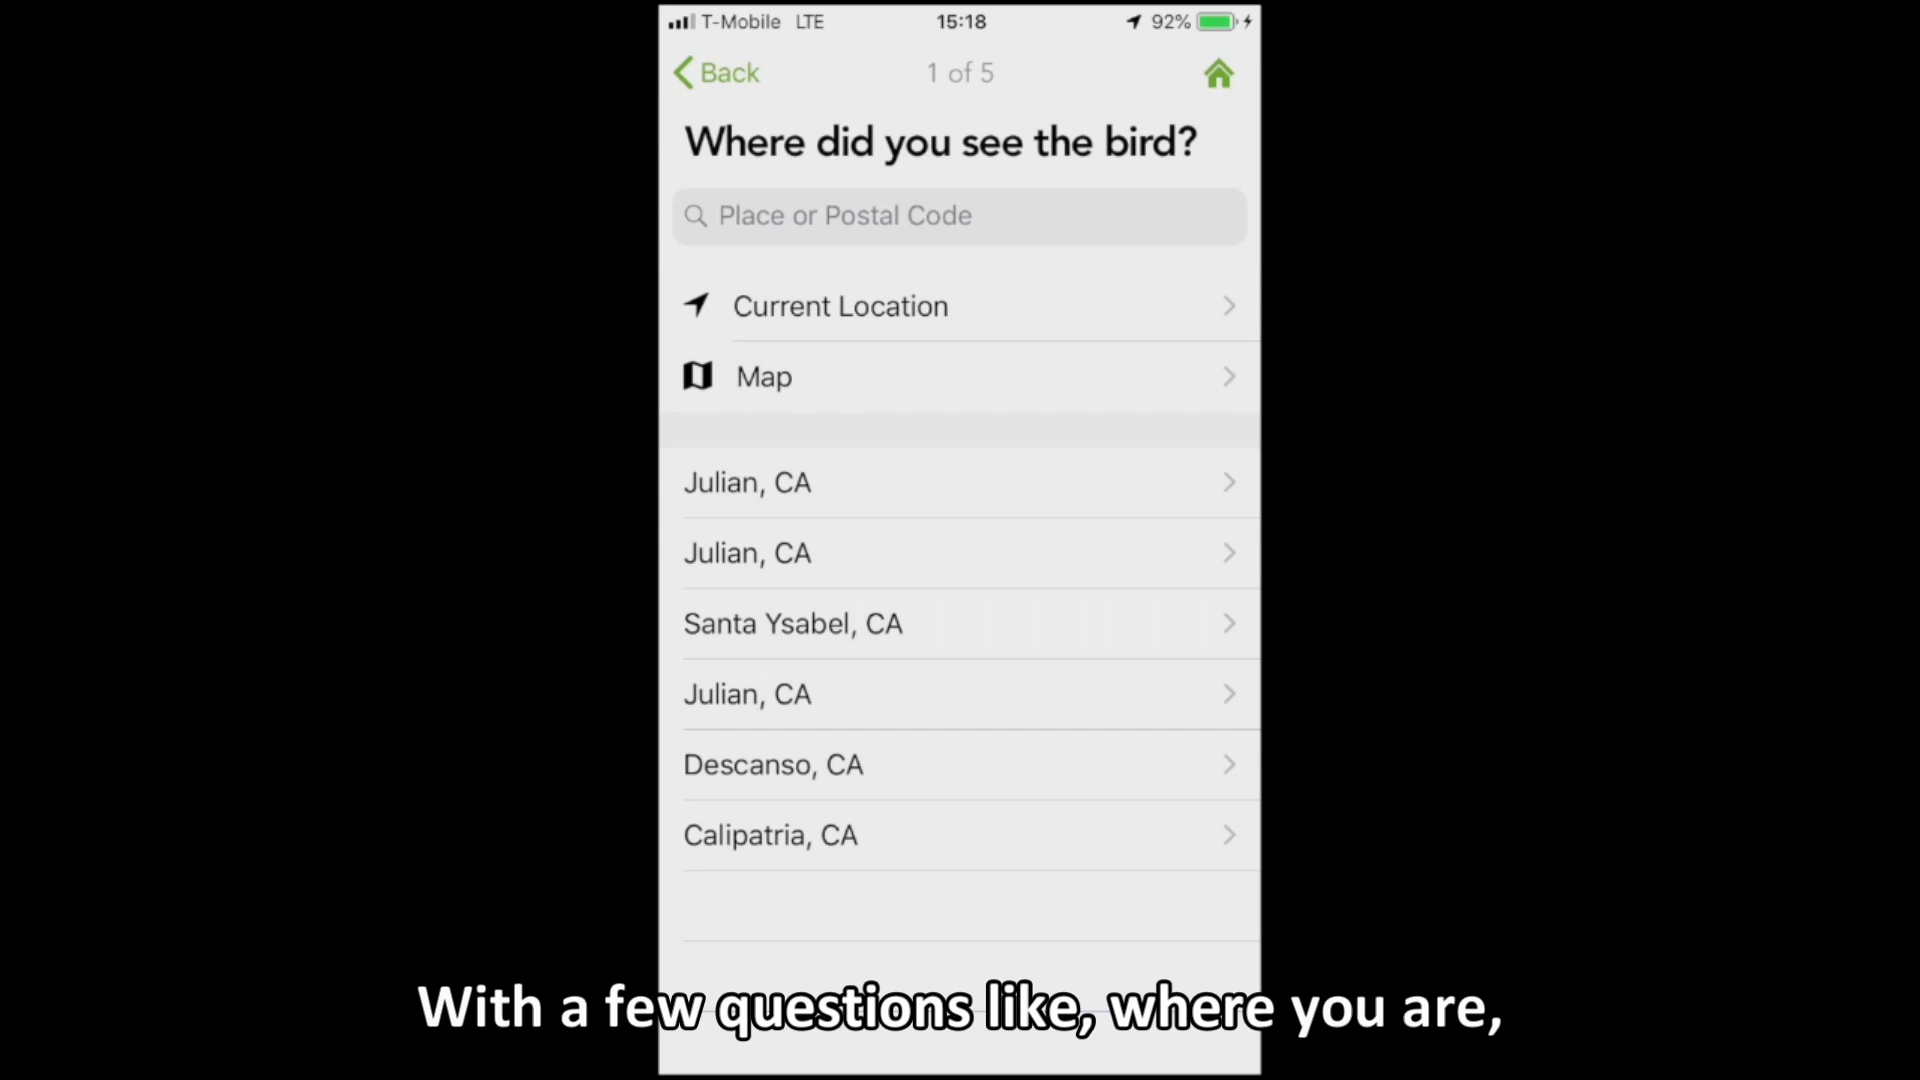 T-Mobile LTE 15:18 92%
Back 1 of 5
Where did you see the bird?
Place or Postal Code
Current Location
Map
Julian, CA
Julian, CA
Santa Ysabel, CA
Julian, CA
Descanso, CA
Calipatria, CA
With a few questions like, where you are,